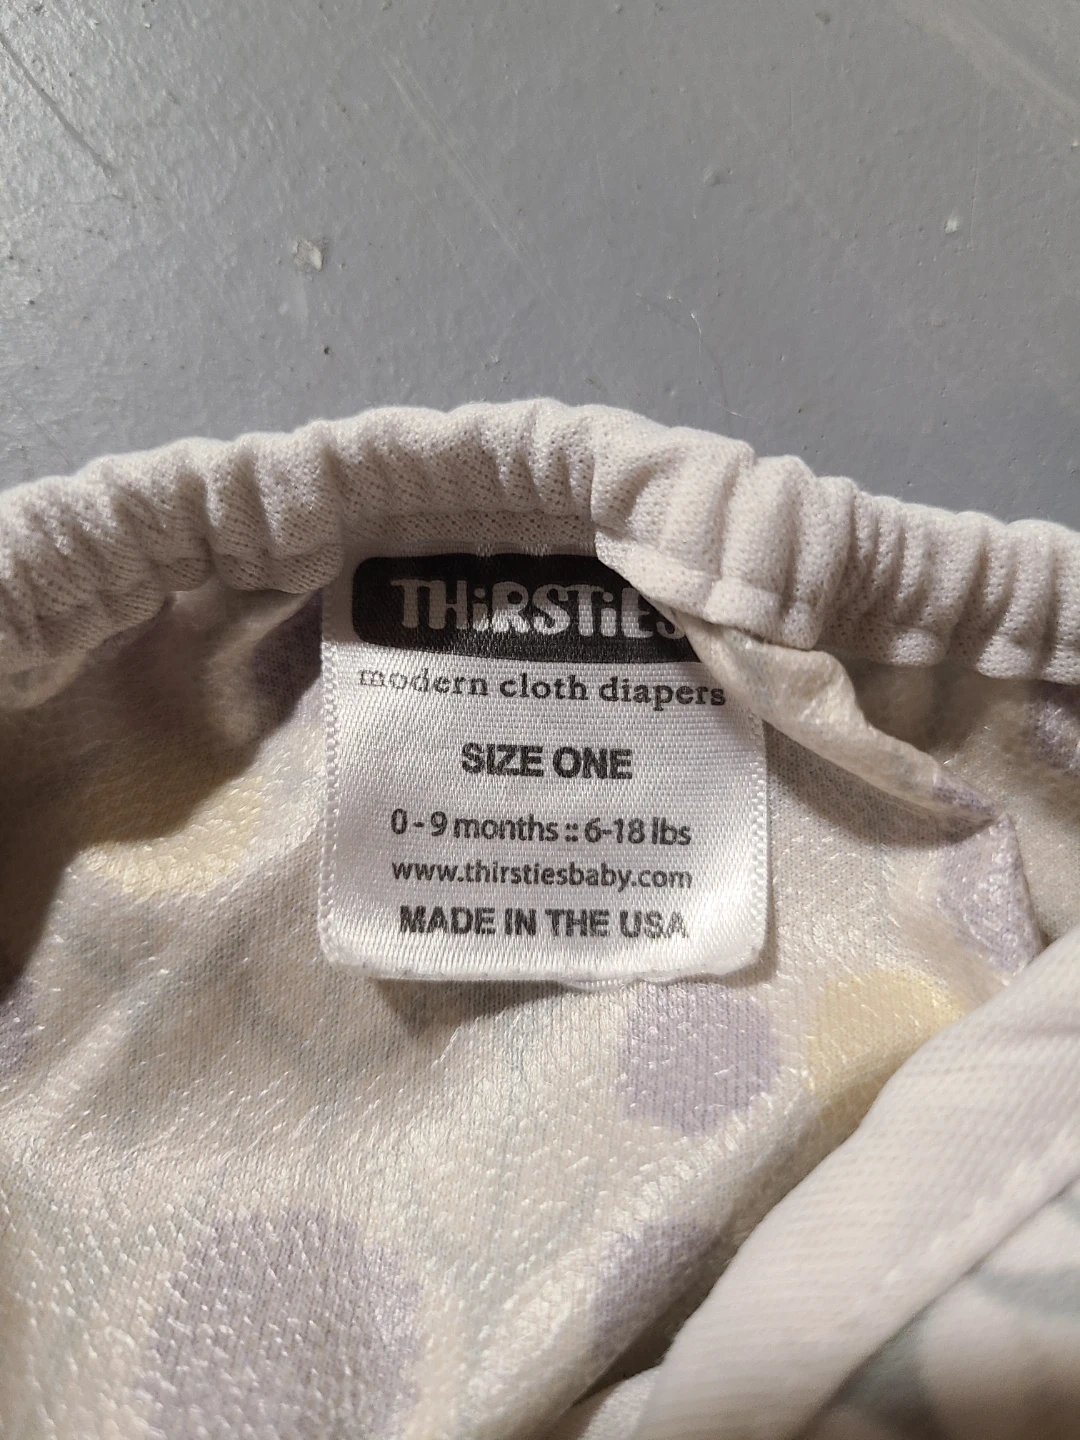 THiRSTiES
modern cloth diapers
SIZE ONE
0-9 months :: 6-18 lbs
www.thirstiesbaby.com
MADE IN THE USA